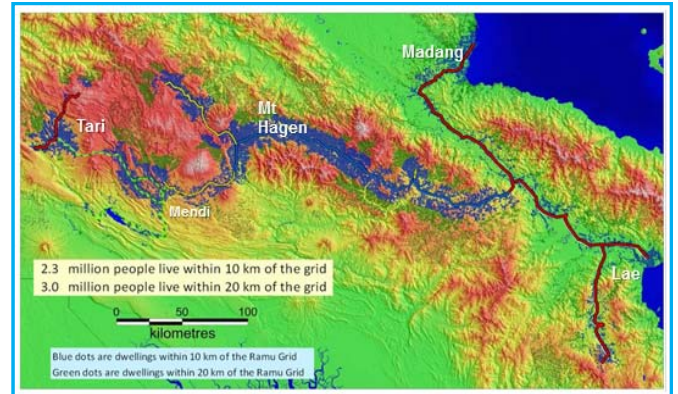 Madang
Tari
Mt
Hagen
Mendi
Lae
2.3 million people live within 10 km of the grid
3.0 million people live within 20 km of the grid
0 50 100
kilometres
Blue dots are dwellings within 10 km of the Ramu Grid
Green dots are dwellings within 20 km of the Ramu Grid